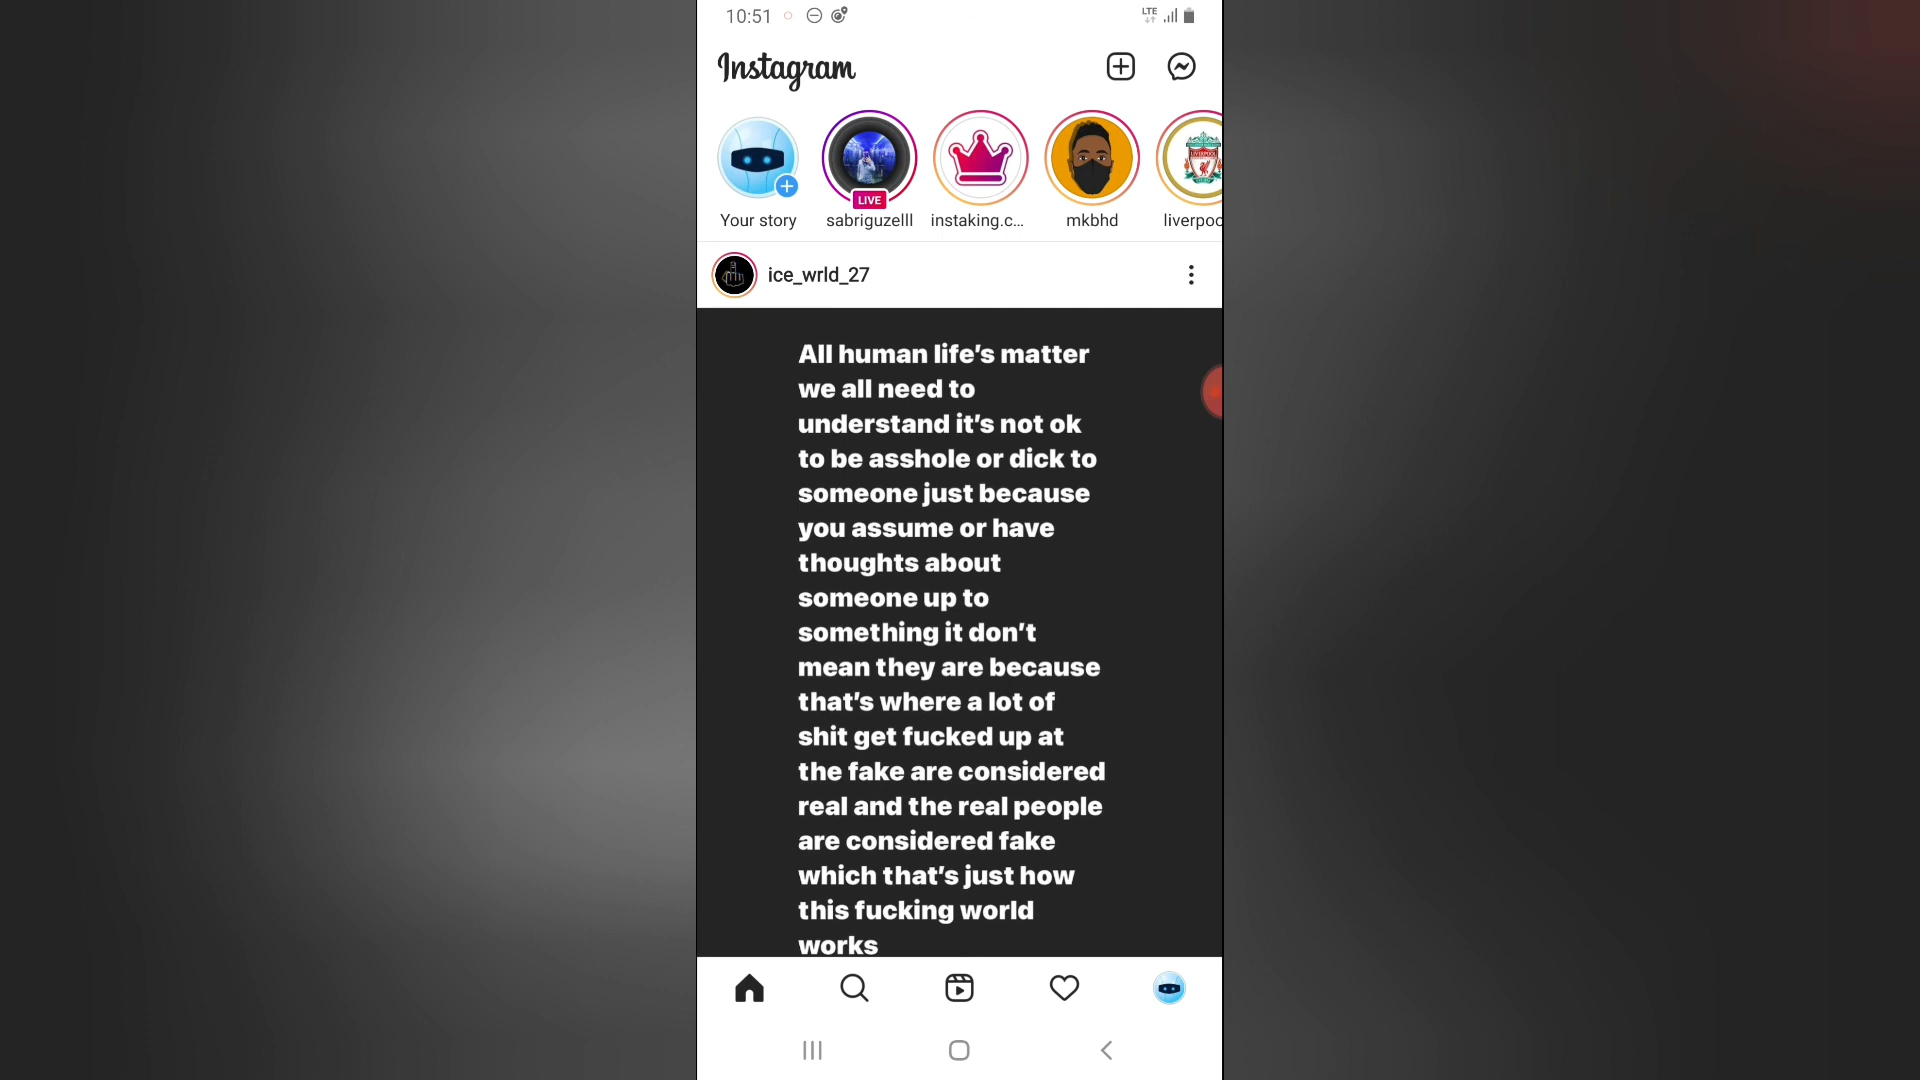 10:51
LTE
Instagram
LIVE
Your story
sabriguzelll
instaking.c...
mkbhd
liverpoo
ice_wrld_27
All human life's matter
we all need to
understand it's not ok
to be asshole or dick to
someone just because
you assume or have
thoughts about
someone up to
something it don't
mean they are because
that's where a lot of
shit get fucked up at
the fake are considered
real and the real people
are considered fake
which that's just how
this fucking world
works